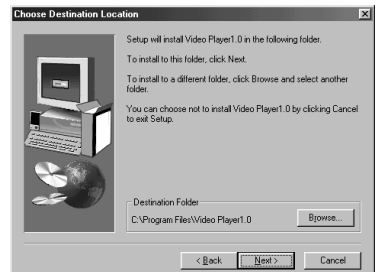 Choose Destination Location
Setup will install Video Player1.0 in the following folder.
To install to this folder, click Next.
To install to a different folder, click Browse and select another
folder.
You can choose not to install Video Player1.0 by clicking Cancel
to exit Setup.
Destination Folder
C:\Program Files\Video Player1.0
Browse...
< Back
Next >
Cancel